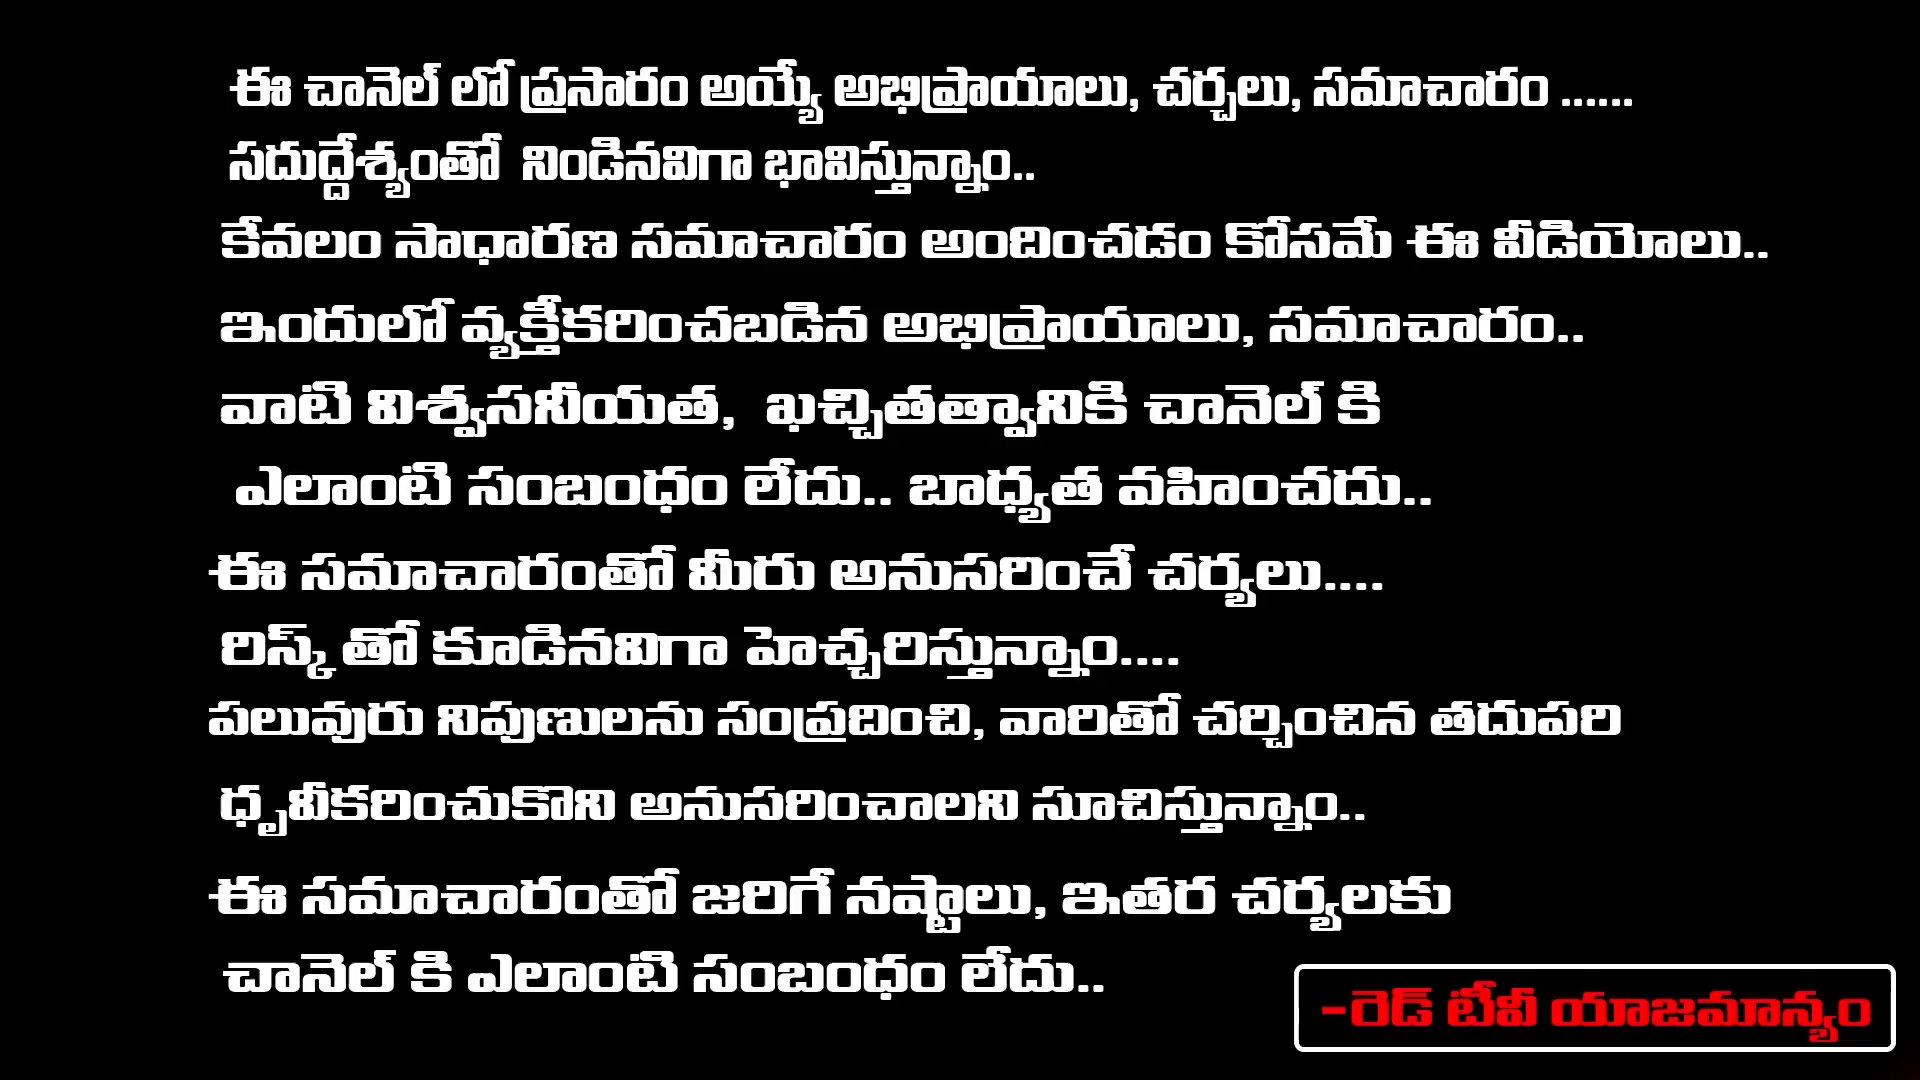 ఈ చానెల్ లో ప్రసారం అయ్యే అభిప్రాయాలు, చర్చలు, సమాచారం ......
సదుద్దేశ్యంతో నిండినవిగా భావిస్తున్నాం..
కేవలం సాధారణ సమాచారం అందించడం కోసమే ఈ వీడియోలు..
ఇందులో వ్యక్తీకరించబడిన అభిప్రాయాలు, సమాచారం..
వాటి విశ్వసనీయత, ఖచ్చితత్వానికి చానెల్ కి
ఎలాంటి సంబంధం లేదు.. బాధ్యత వహించదు..
ఈ సమాచారంతో మీరు అనుసరించే చర్యలు....
రిస్క్ తో కూడినవిగా హెచ్చరిస్తున్నాం....
పలువురు నిపుణులను సంప్రదించి, వారితో చర్చించిన తదుపరి
ధృవీకరించుకొని అనుసరించాలని సూచిస్తున్నాం..
ఈ సమాచారంతో జరిగే నష్టాలు, ఇతర చర్యలకు
చానెల్ కి ఎలాంటి సంబంధం లేదు..
-రెడ్ టీవీ యాజమాన్యం